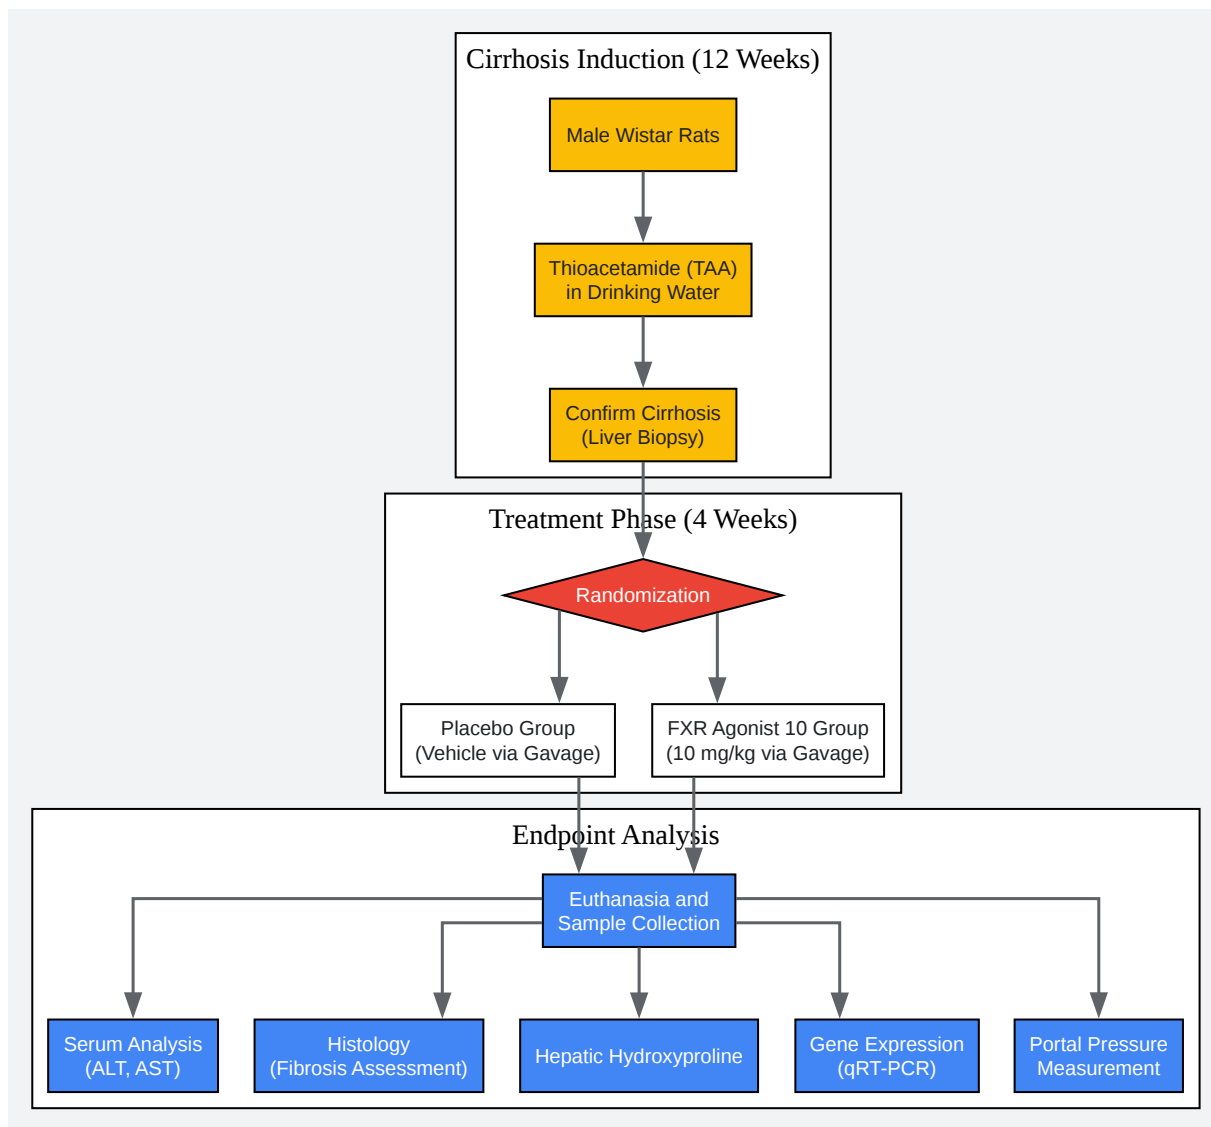 Cirrhosis Induction (12 Weeks)
Male Wistar Rats
Thioacetamide (TAA)
in Drinking Water
Confirm Cirrhosis
(Liver Biopsy)
Treatment Phase (4 Weeks)
Randomization
Placebo Group
(Vehicle via Gavage)
FXR Agonist 10 Group
(10 mg/kg via Gavage)
Endpoint Analysis
Euthanasia and
Sample Collection
Serum Analysis
(ALT, AST)
Histology
(Fibrosis Assessment)
Hepatic Hydroxyproline
Gene Expression
(qRT-PCR)
Portal Pressure
Measurement